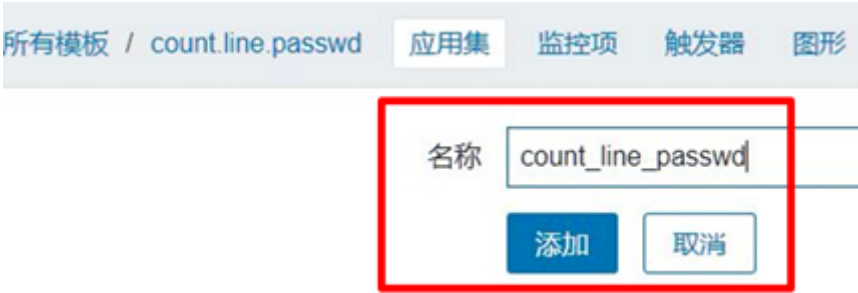 所有模板 / count.line.passwd 应用集 监控项 触发器 图形
名称 count_line_passwd
添加 取消